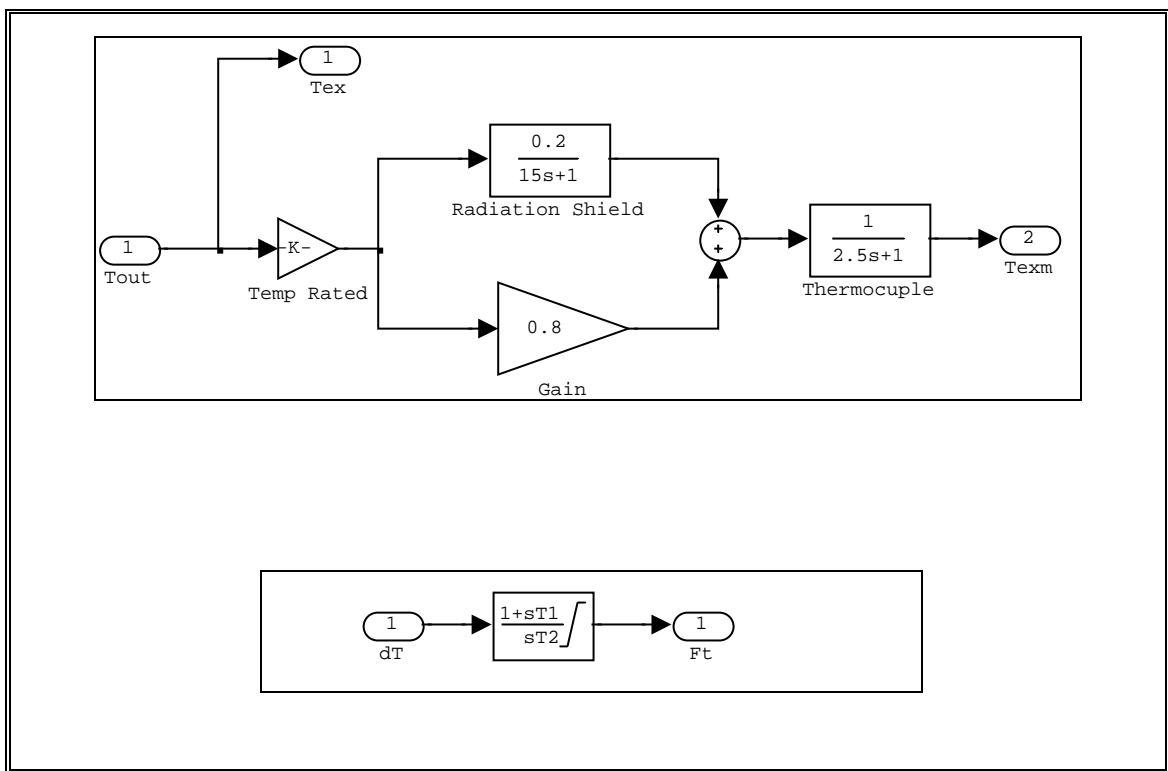 1
Tex
0.2
15s+1
Radiation Shield
1
Tout
-K-
Temp Rated
+
+
1
2.5s+1
Thermocuple
2
Texm
0.8
Gain
1
dT
1+sT1
sT2
1
Ft